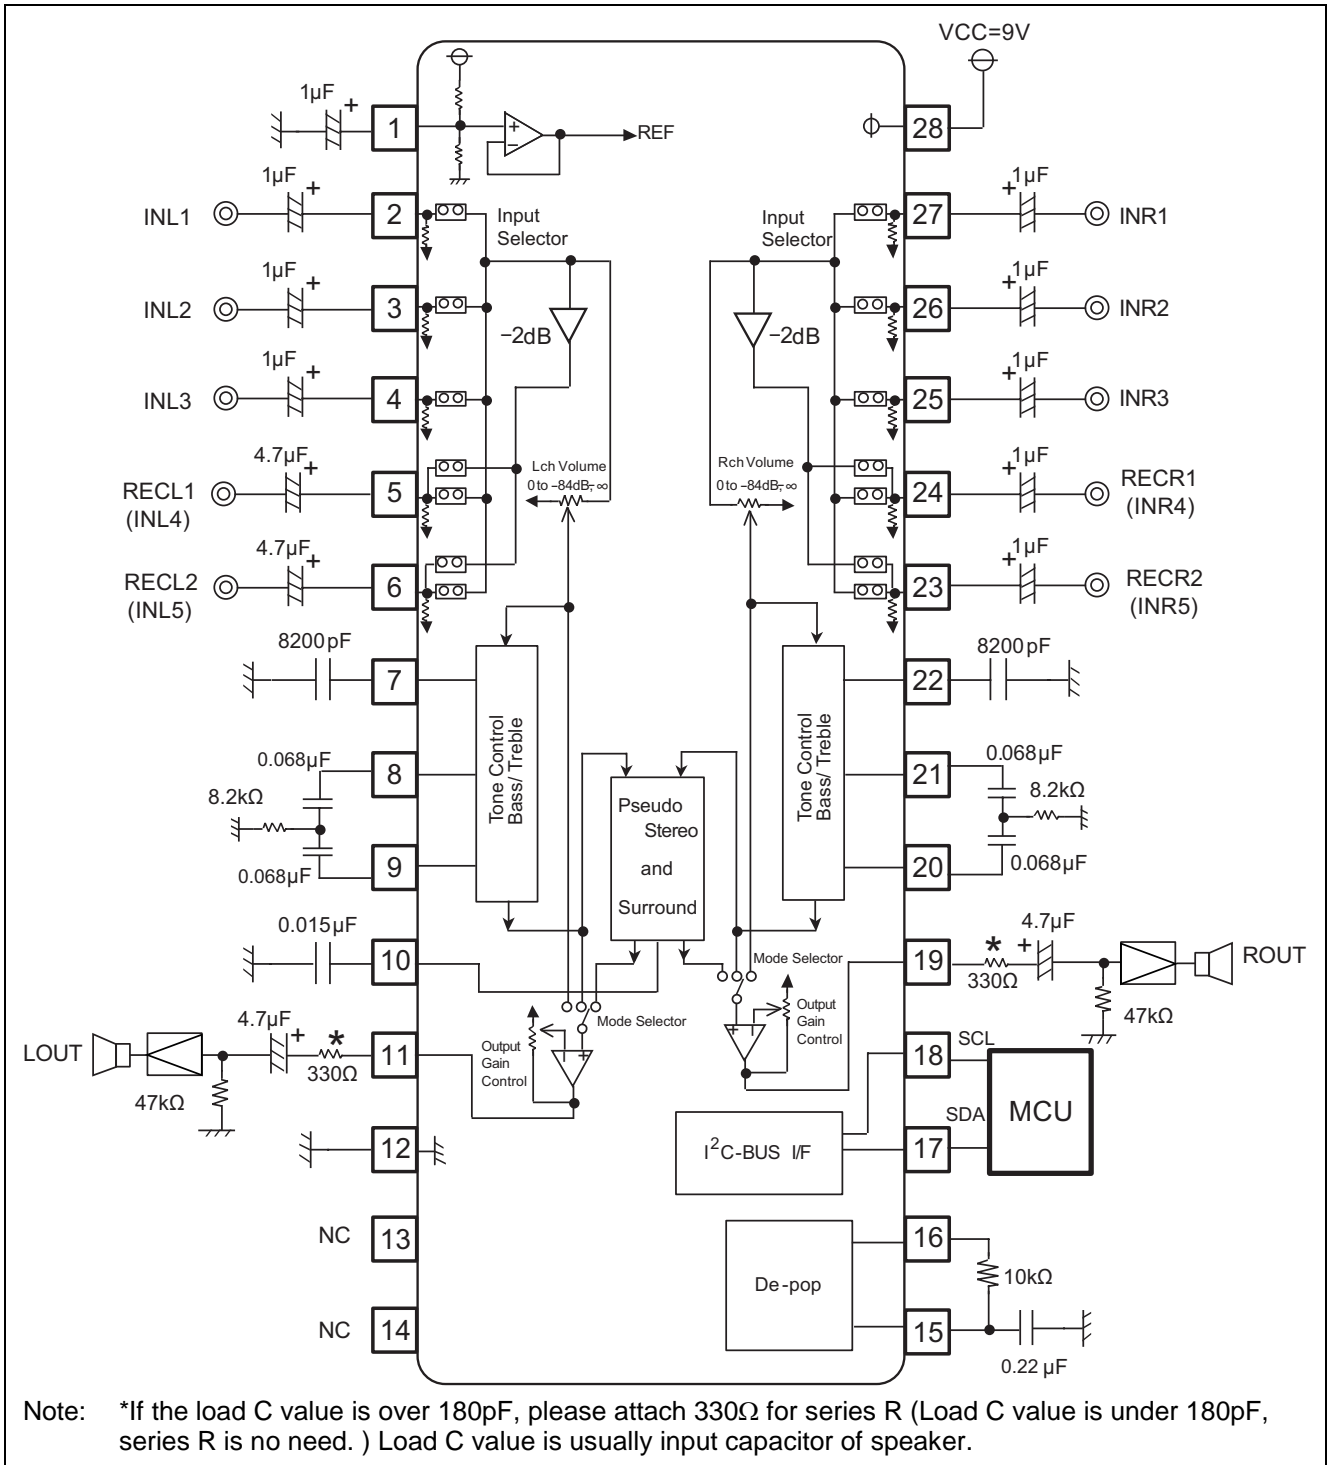 VCC=9V
1µF
+
1
28
+
−
REF
1µF
+
INL1
2
Input
Selector
Input
Selector
27
+1µF
INR1
1µF
+
INL2
3
−2dB
−2dB
26
+1µF
INR2
1µF
+
INL3
4
25
+1µF
INR3
4.7µF
+
RECL1
(INL4)
5
Lch Volume
0 to −84dB, −∞
Rch Volume
0 to −84dB, −∞
24
+1µF
RECR1
(INR4)
4.7µF
+
RECL2
(INL5)
6
23
+1µF
RECR2
(INR5)
8200pF
7
22
8200pF
Tone Control
Bass/ Treble
Tone Control
Bass/ Treble
0.068µF
8
21
0.068µF
8.2kΩ
8.2kΩ
Pseudo
Stereo
and
Surround
0.068µF
9
20
0.068µF
0.015µF
10
Mode Selector
19
*
330Ω
+
4.7µF
ROUT
47kΩ
Output
Gain
Control
+
−
Mode Selector
LOUT
4.7µF
+
*
330Ω
47kΩ
11
Output
Gain
Control
−
+
18
SCL
MCU
SDA
17
12
I²C-BUS I/F
NC
13
16
10kΩ
De-pop
NC
14
15
0.22 µF
Note: *If the load C value is over 180pF, please attach 330Ω for series R (Load C value is under 180pF,
series R is no need. ) Load C value is usually input capacitor of speaker.